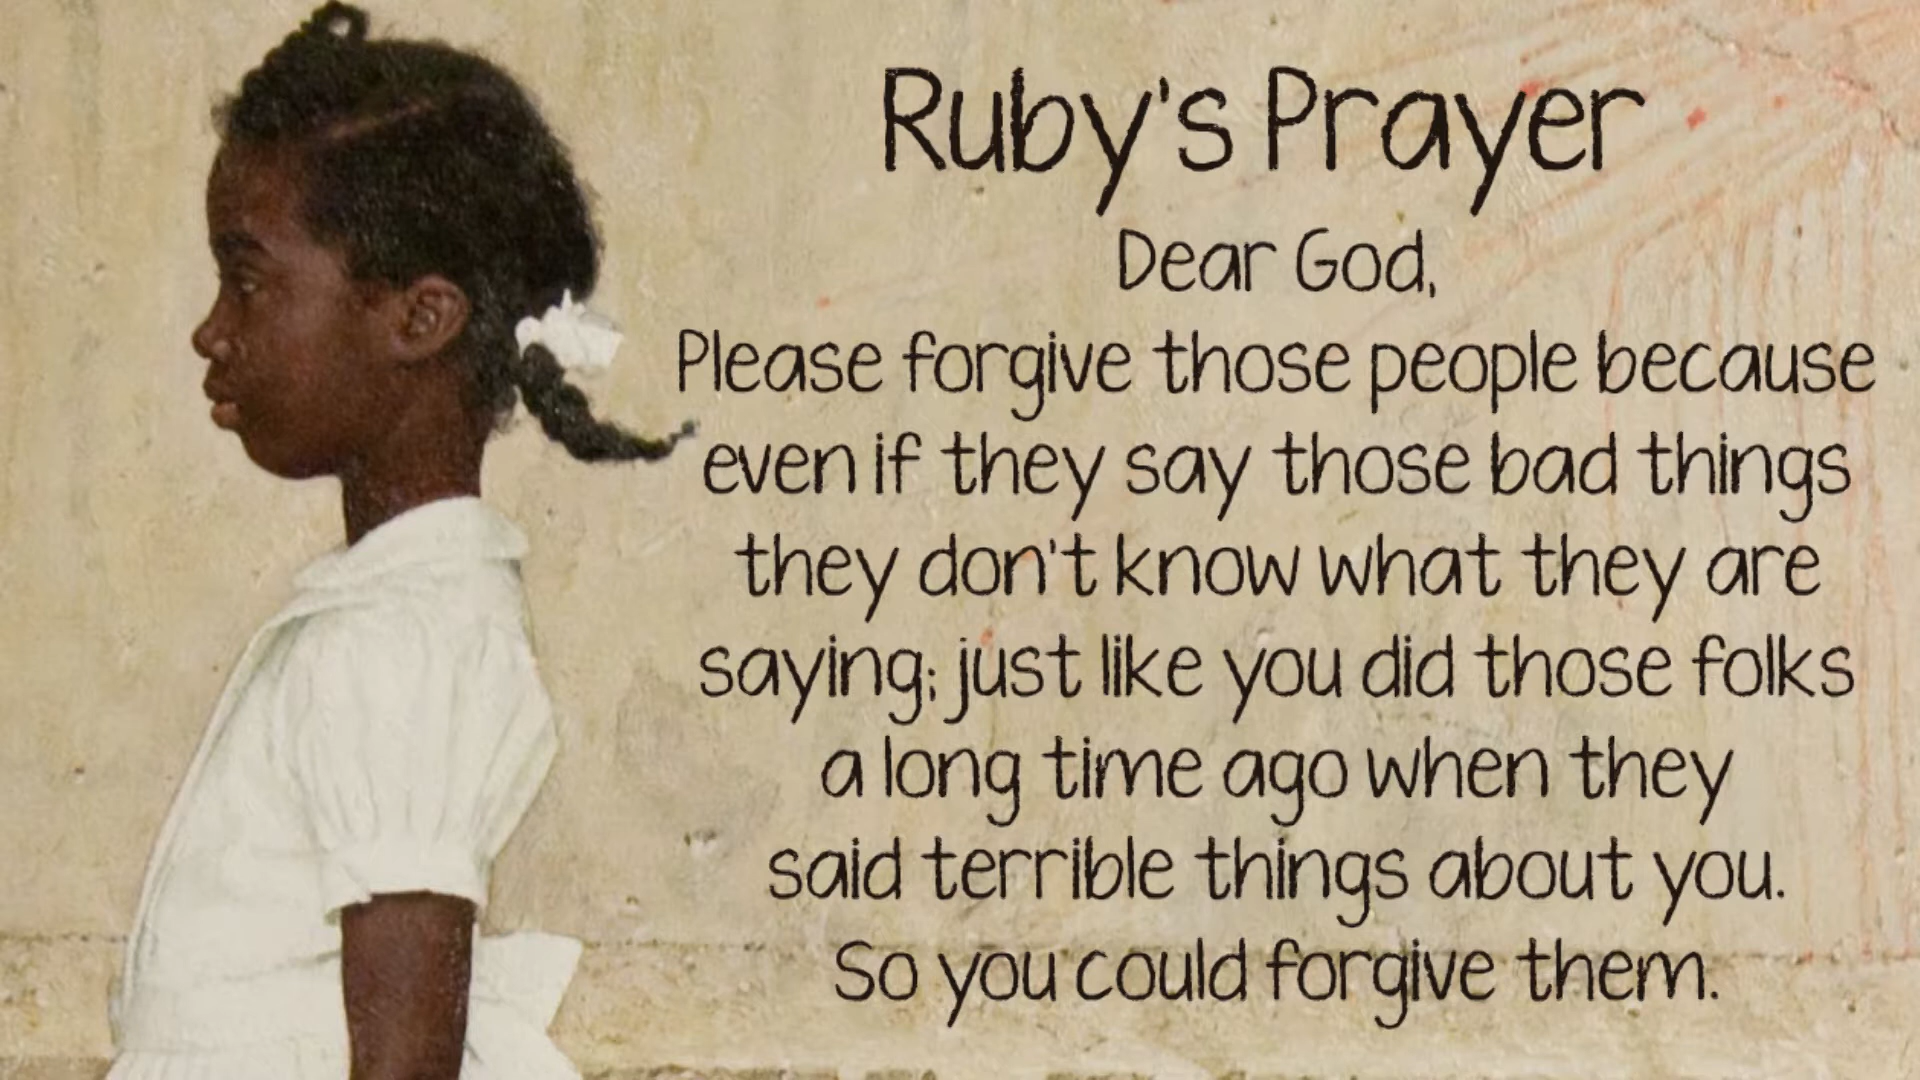 Ruby's Prayer
Dear God,
Please forgive those people because
even if they say those bad things
they don't know what they are
saying; just like you did those folks
a long time ago when they
said terrible things about you.
So you could forgive them.